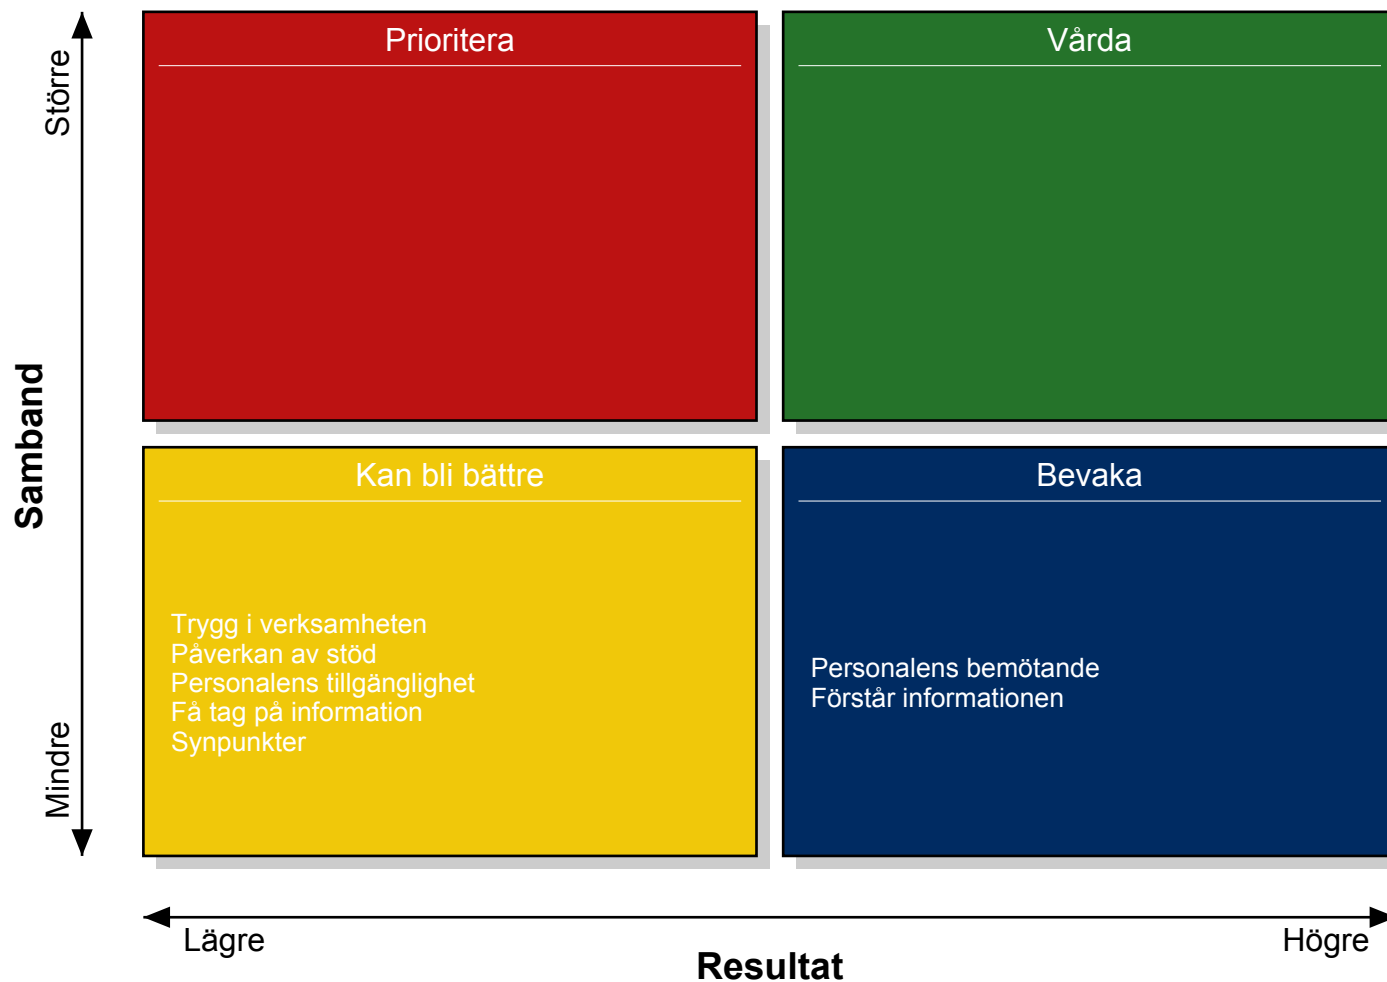 Större
Samband
Mindre
Prioritera
Vårda
Kan bli bättre
Trygg i verksamheten
Påverkan av stöd
Personalens tillgänglighet
Få tag på information
Synpunkter
Bevaka
Personalens bemötande
Förstår informationen
Lägre
Högre
Resultat